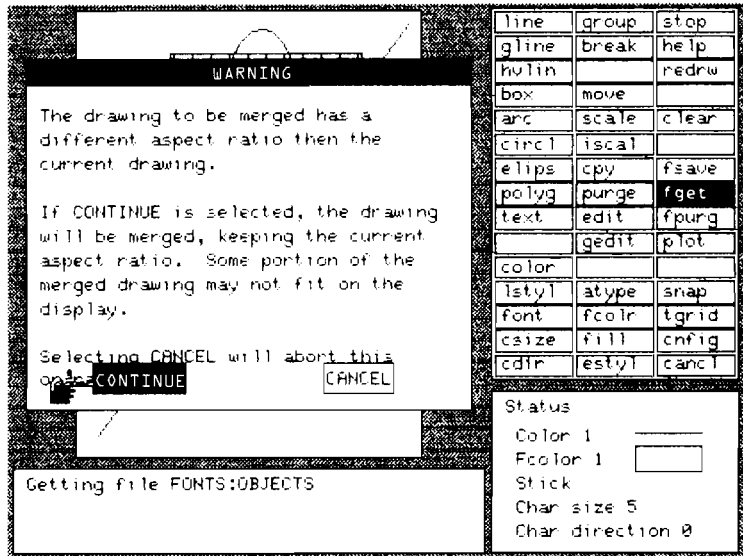 WARNING
The drawing to be merged has a
different aspect ratio then the
current drawing.
If CONTINUE is selected, the drawing
will be merged, keeping the current
aspect ratio. Some portion of the
merged drawing may not fit on the
display.
Selecting CANCEL will abort this
CONTINUE CANCEL
Getting file FONTS:OBJECTS
line group stop
gline break help
hvlin redrw
box move
arc scale clear
circl iscal
elips cpy fsave
polyg purge fget
text edit fpurg
gedit plot
color
lstyl atype snap
font fcolr tgrid
csize fill cnfig
cdir estyl cancl
Status
Color 1
Fcolor 1
Stick
Char size 5
Char direction 0